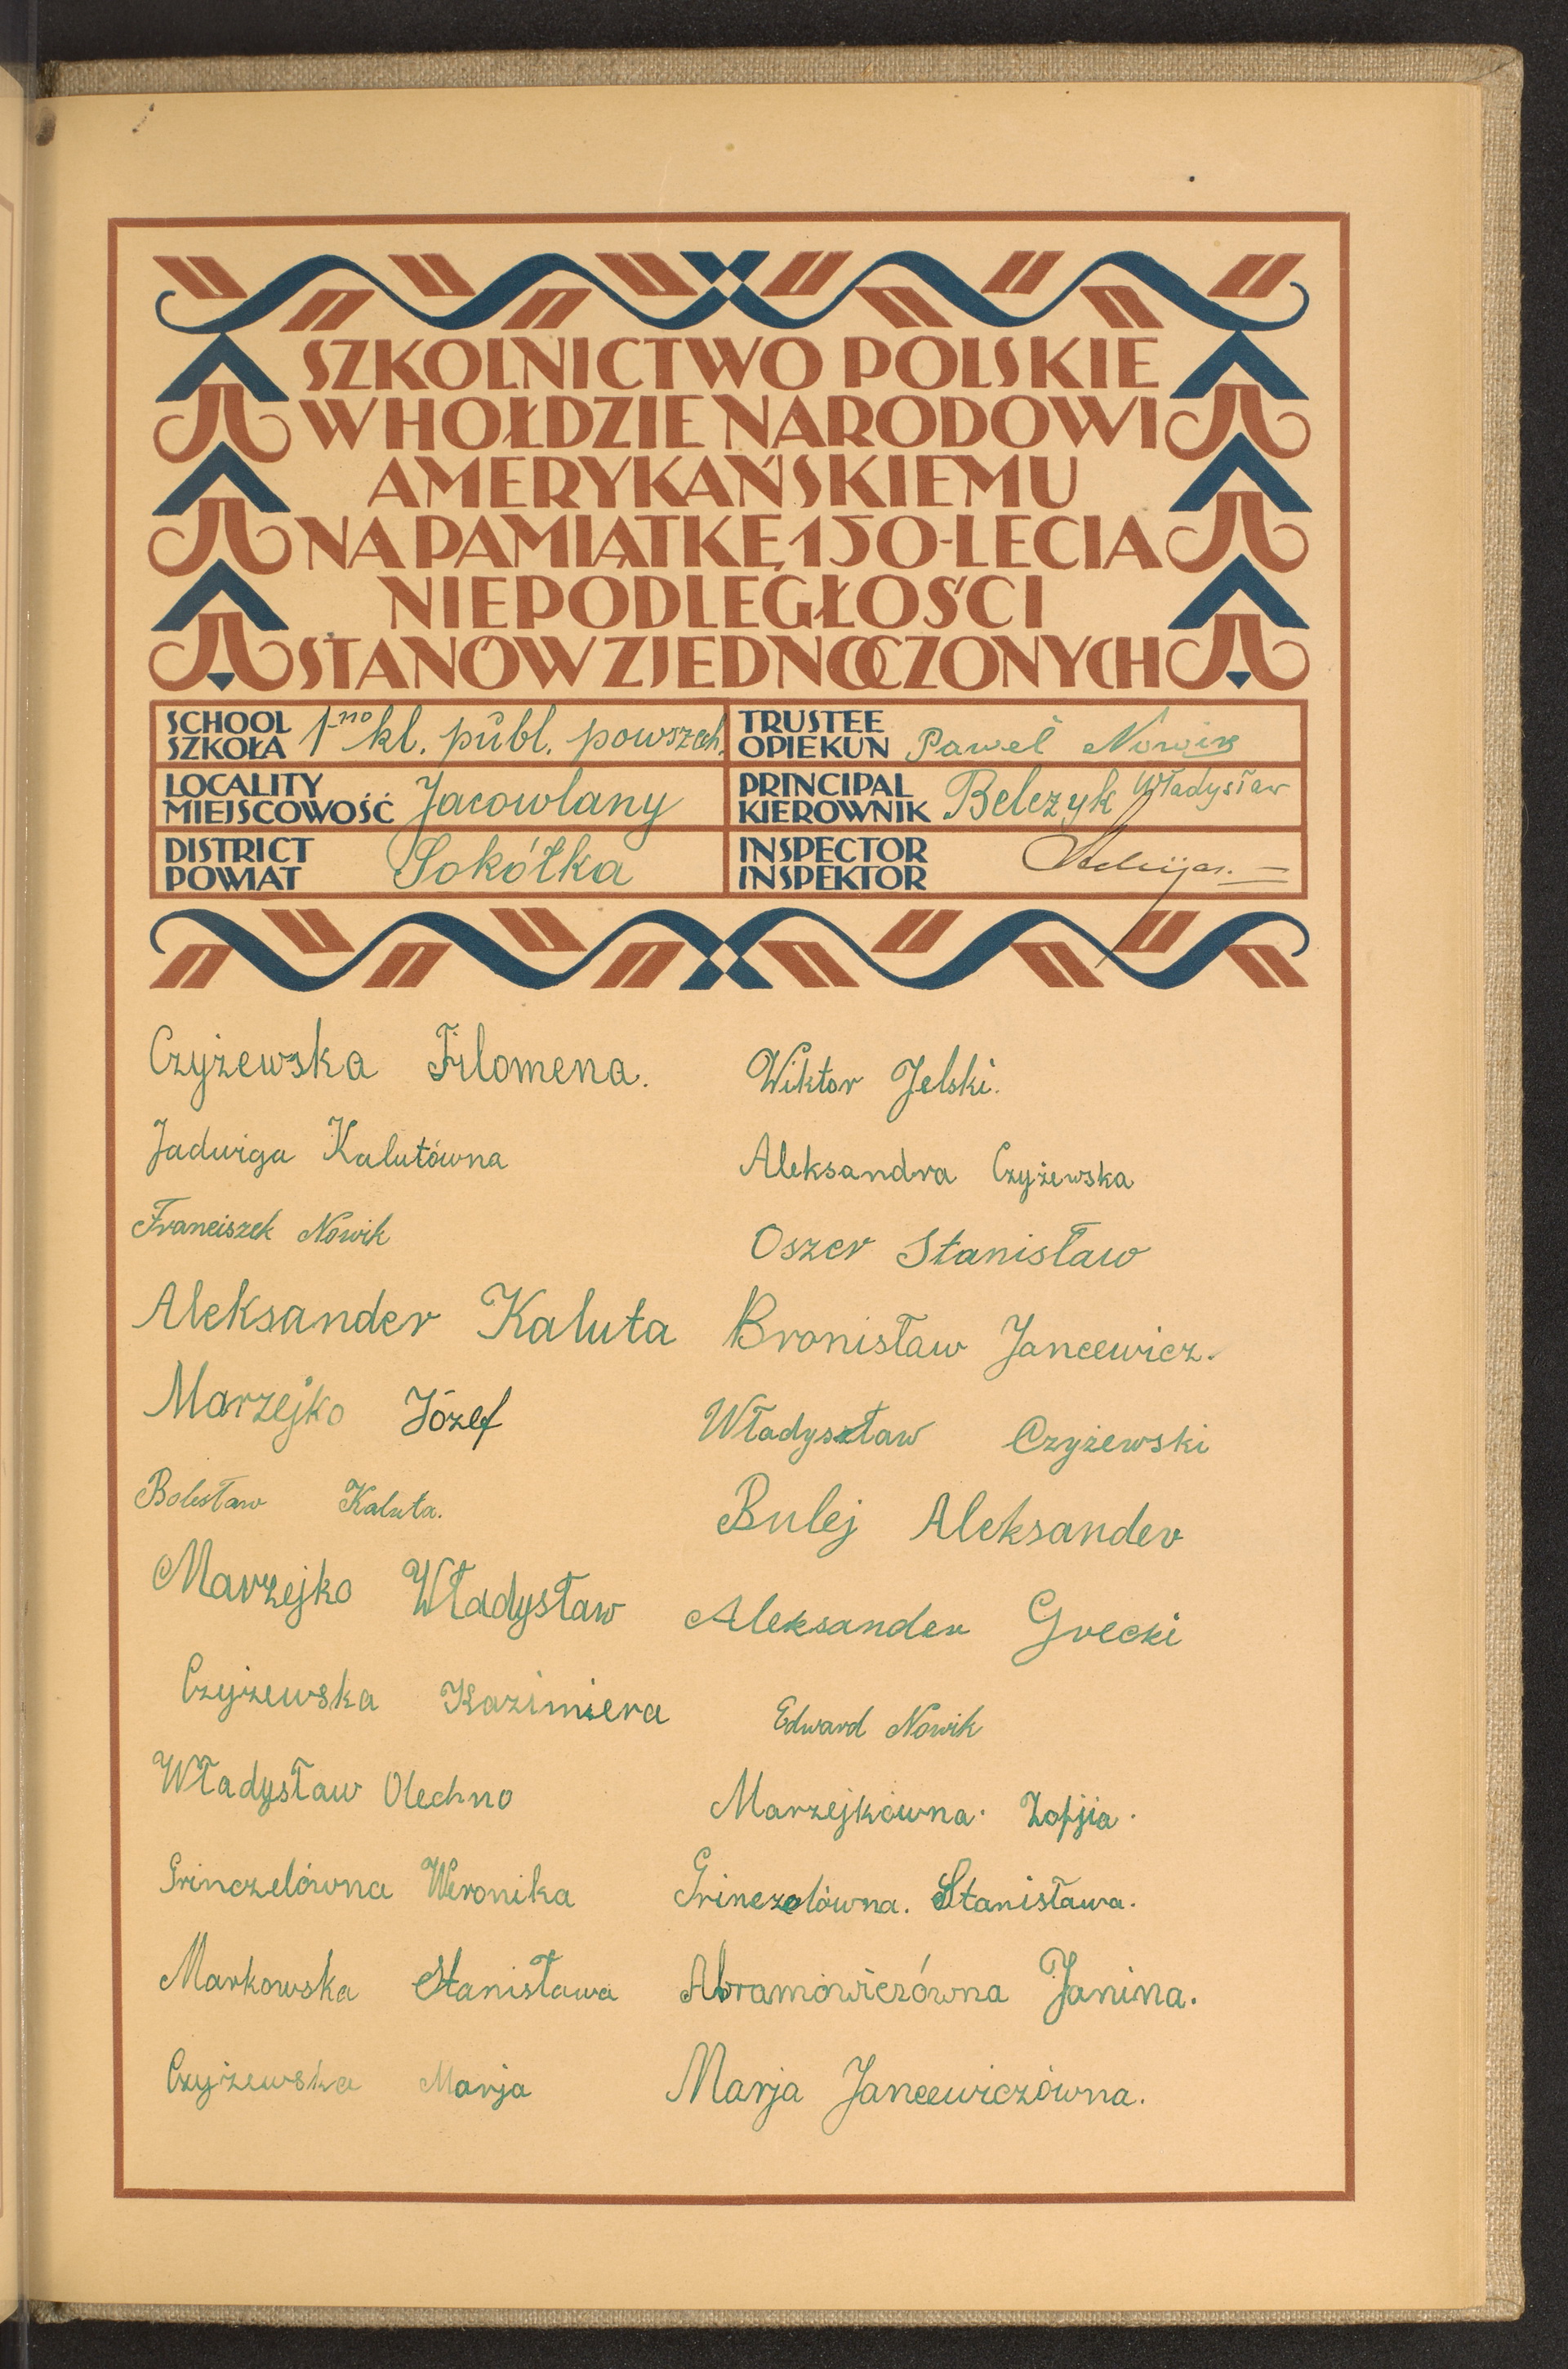 SZKOLNICTWO POLSKIE
W HOŁDZIE NARODOWI
AMERYKAŃSKIEMU
NA PAMIĄTKĘ 150-LECIA
NIEPODLEGŁOŚCI
STANÓW ZJEDNOCZONYCH
SCHOOL
SZKOŁA 1-no kl. publ. powszech.
TRUSTEE
OPIEKUN Paweł Nowik
LOCALITY
MIEJSCOWOŚĆ Jacowlany
PRINCIPAL
KIEROWNIK Belczyk Władysław
DISTRICT
POWIAT Sokółka
INSPECTOR
INSPEKTOR
Czyżewska Filomena.
Jadwiga Kalutówna
Franciszek Nowik
Aleksander Kaluta
Marzejko Józef
Bolesław Kaluta.
Marzejko Władysław
Czyżewska Kazimiera
Władysław Olechno
Grinczelówna Weronika
Markowska Stanisława
Czyżewska Marja
Wiktor Jelski.
Aleksandra Czyżewska
Oszer Stanisław
Bronisław Jancewicz.
Władysław Czyżewski
Bulej Aleksander
Aleksander Grecki
Edward Nowik
Marzejkówna. Zofjia.
Grinczelówna. Stanisława.
Abramowiczówna Janina.
Marja Jancewiczówna.